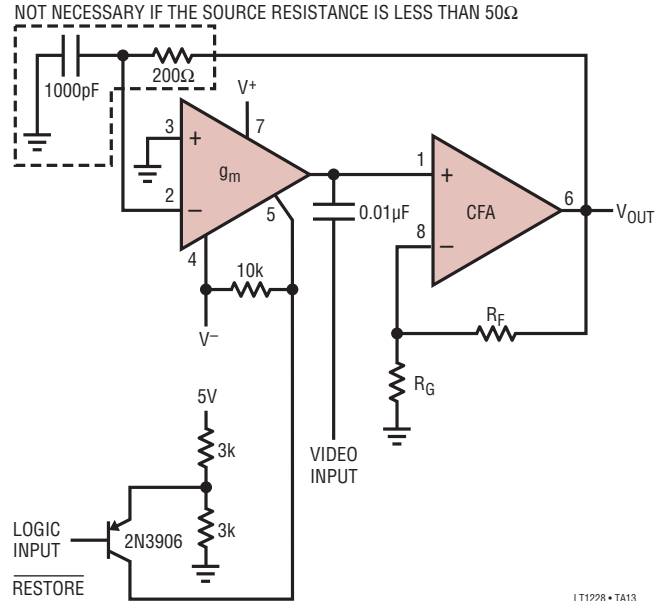 NOT NECESSARY IF THE SOURCE RESISTANCE IS LESS THAN 50Ω
1000pF
200Ω
V+
3
+
7
gm
1
+
2
−
5
0.01µF
CFA
6
VOUT
8
−
4
10k
RF
V−
RG
5V
3k
VIDEO
INPUT
LOGIC
INPUT
2N3906
3k
RESTORE
LT1228 • TA13